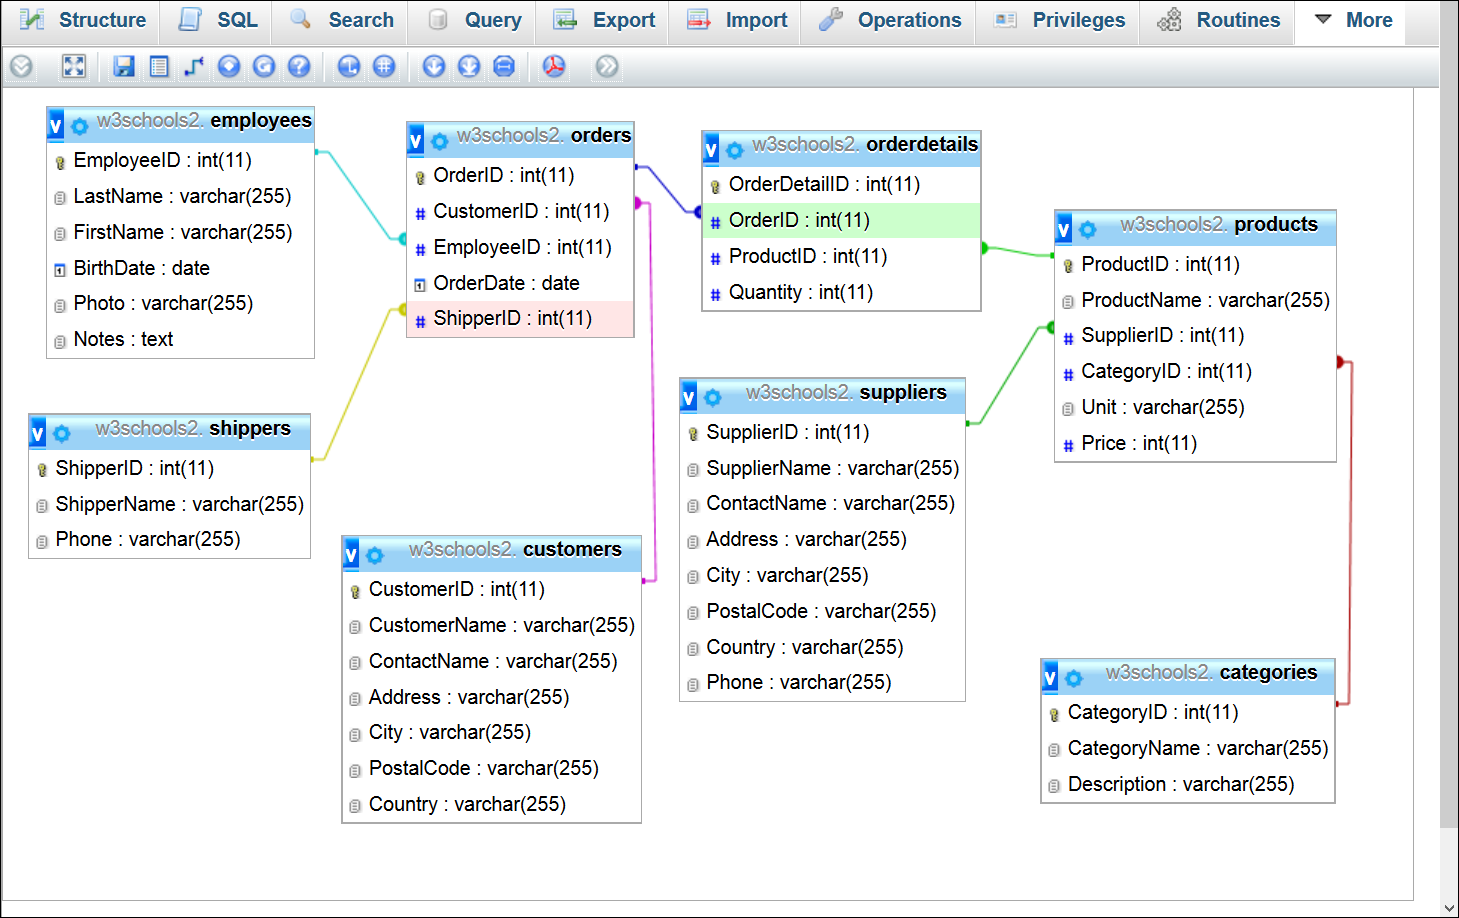 Structure SQL Search Query Export Import Operations Privileges Routines More
v w3schools2. employees
EmployeeID : int(11)
LastName : varchar(255)
FirstName : varchar(255)
BirthDate : date
Photo : varchar(255)
Notes : text
v w3schools2. orders
OrderID : int(11)
CustomerID : int(11)
EmployeeID : int(11)
OrderDate : date
ShipperID : int(11)
v w3schools2. orderdetails
OrderDetailID : int(11)
OrderID : int(11)
ProductID : int(11)
Quantity : int(11)
v w3schools2. products
ProductID : int(11)
ProductName : varchar(255)
SupplierID : int(11)
CategoryID : int(11)
Unit : varchar(255)
Price : int(11)
v w3schools2. shippers
ShipperID : int(11)
ShipperName : varchar(255)
Phone : varchar(255)
v w3schools2. customers
CustomerID : int(11)
CustomerName : varchar(255)
ContactName : varchar(255)
Address : varchar(255)
City : varchar(255)
PostalCode : varchar(255)
Country : varchar(255)
v w3schools2. suppliers
SupplierID : int(11)
SupplierName : varchar(255)
ContactName : varchar(255)
Address : varchar(255)
City : varchar(255)
PostalCode : varchar(255)
Country : varchar(255)
Phone : varchar(255)
v w3schools2. categories
CategoryID : int(11)
CategoryName : varchar(255)
Description : varchar(255)